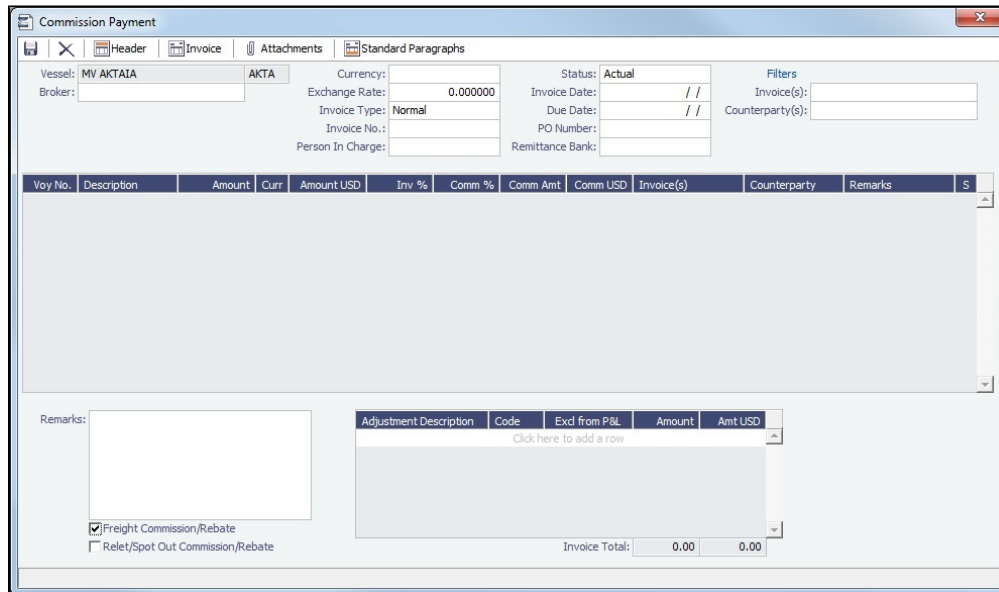 Commission Payment
Header Invoice Attachments Standard Paragraphs
Vessel: MV AKTAIA AKTA Currency: Status: Actual Filters
Broker: Exchange Rate: 0.000000 Invoice Date: / / Invoice(s):
Invoice Type: Normal Due Date: / / Counterparty(s):
Invoice No.: PO Number:
Person In Charge: Remittance Bank:
Voy No. Description Amount Curr Amount USD Inv % Comm % Comm Amt Comm USD Invoice(s) Counterparty Remarks S
Remarks: Adjustment Description Code Excl from P&L Amount Amt USD
Click here to add a row
Freight Commission/Rebate
Relet/Spot Out Commission/Rebate Invoice Total: 0.00 0.00